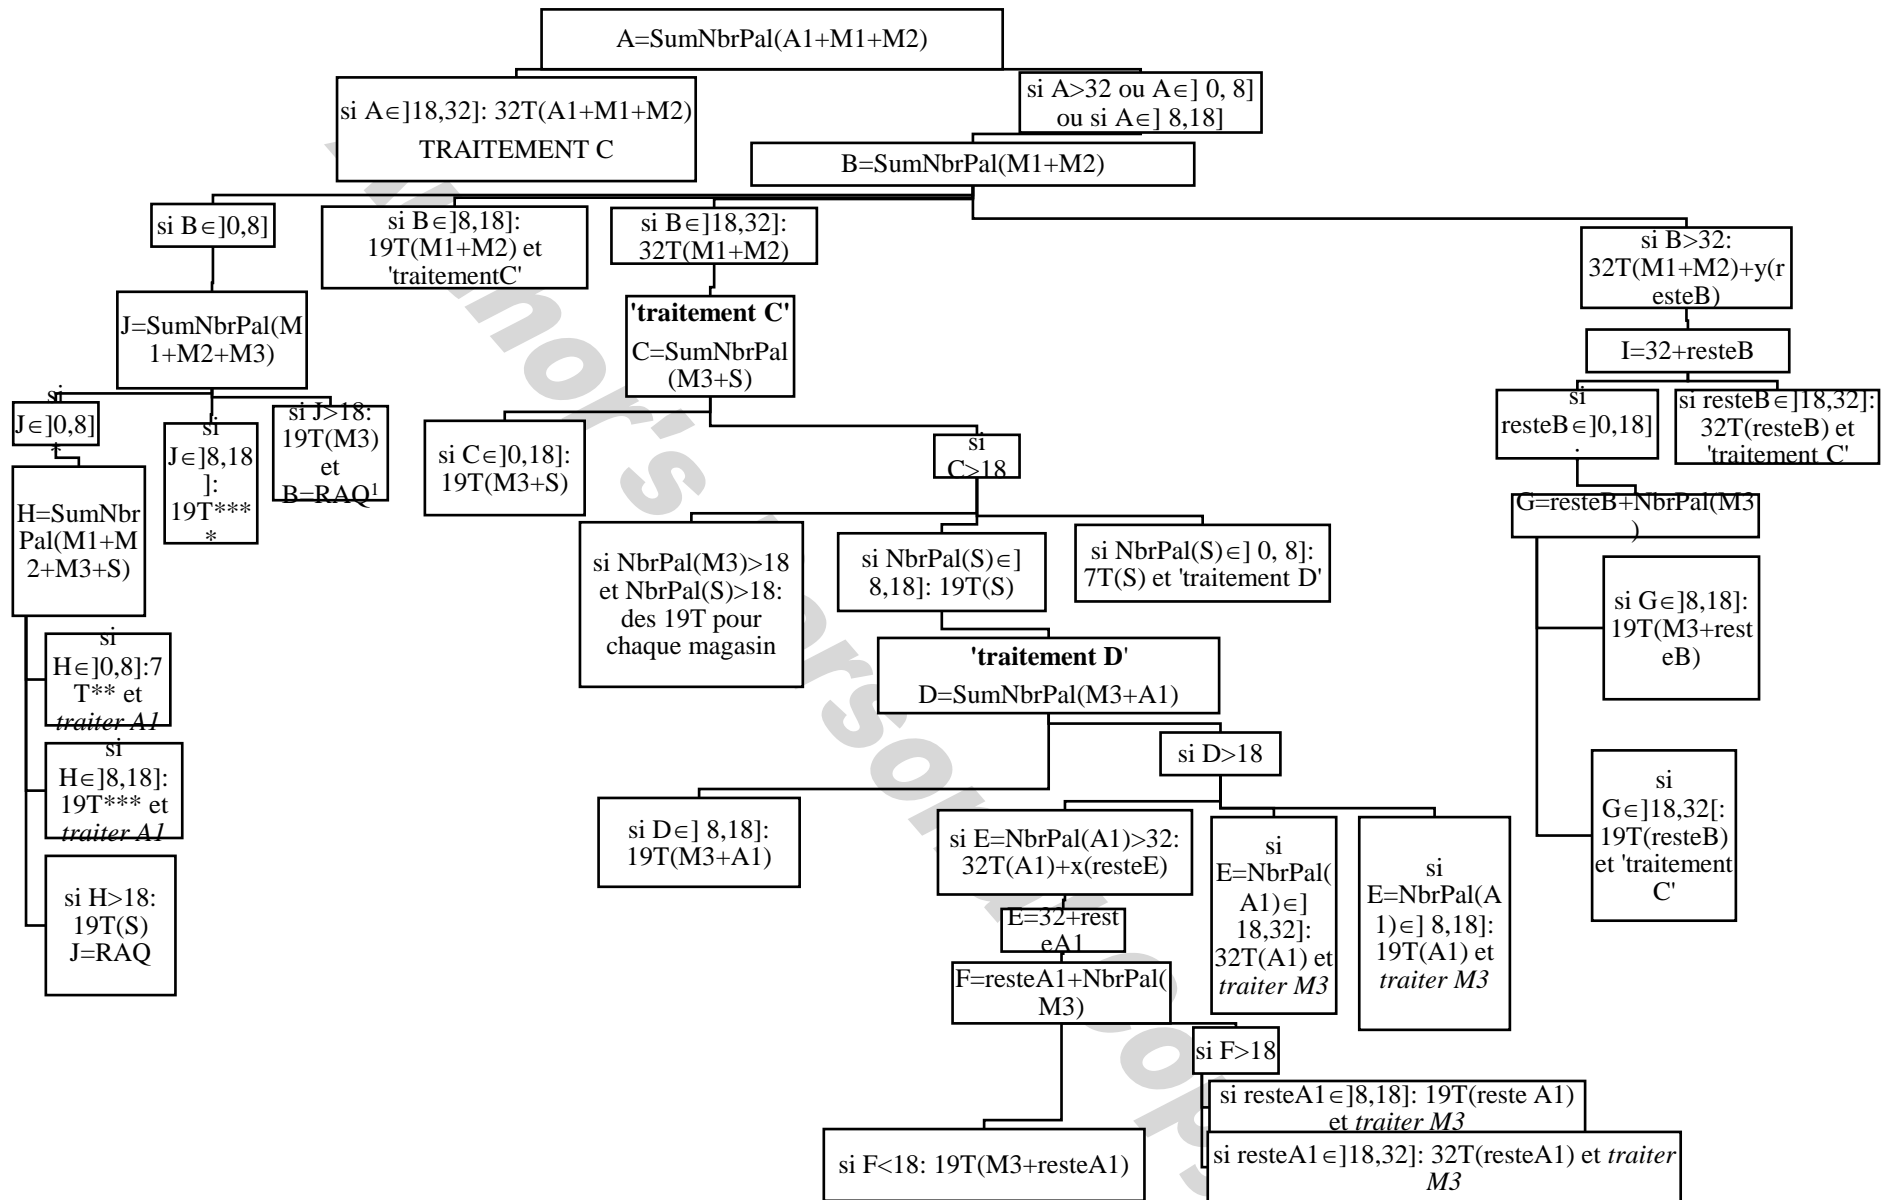 A=SumNbrPal(A1+M1+M2)
si A∈]18,32]: 32T(A1+M1+M2)
TRAITEMENT C
si A>32 ou A∈] 0, 8]
ou si A∈] 8,18]
B=SumNbrPal(M1+M2)
si B∈]0,8]
si B∈]8,18]:
19T(M1+M2) et
'traitementC'
si B∈]18,32]:
32T(M1+M2)
si B>32:
32T(M1+M2)+y(r
esteB)
J=SumNbrPal(M
1+M2+M3)
'traitement C'
C=SumNbrPal
(M3+S)
I=32+resteB
si
J∈]0,8]
*
si
J∈]8,18
]:
19T***
*
si J>18:
19T(M3)
et
B=RAQ1
si C∈]0,18]:
19T(M3+S)
si
C>18
si
resteB∈]0,18]
:
si resteB∈]18,32]:
32T(resteB) et
'traitement C'
H=SumNbr
Pal(M1+M
2+M3+S)
G=resteB+NbrPal(M3
)
si NbrPal(M3)>18
et NbrPal(S)>18:
des 19T pour
chaque magasin
si NbrPal(S)∈]
8,18]: 19T(S)
si NbrPal(S)∈] 0, 8]:
7T(S) et 'traitement D'
si G∈]8,18]:
19T(M3+rest
eB)
si
H∈]0,8]:7
T** et
traiter A1
'traitement D'
D=SumNbrPal(M3+A1)
si
H∈]8,18]:
19T*** et
traiter A1
si D>18
si
G∈]18,32[:
19T(resteB)
et 'traitement
C'
si D∈] 8,18]:
19T(M3+A1)
si E=NbrPal(A1)>32:
32T(A1)+x(resteE)
si
E=NbrPal(
A1)∈]
18,32]:
32T(A1) et
traiter M3
si
E=NbrPal(A
1)∈] 8,18]:
19T(A1) et
traiter M3
si H>18:
19T(S)
J=RAQ
E=32+rest
eA1
F=resteA1+NbrPal(
M3)
si F>18
si resteA1∈]8,18]: 19T(reste A1)
et traiter M3
si F<18: 19T(M3+resteA1)
si resteA1∈]18,32]: 32T(resteA1) et traiter
M3